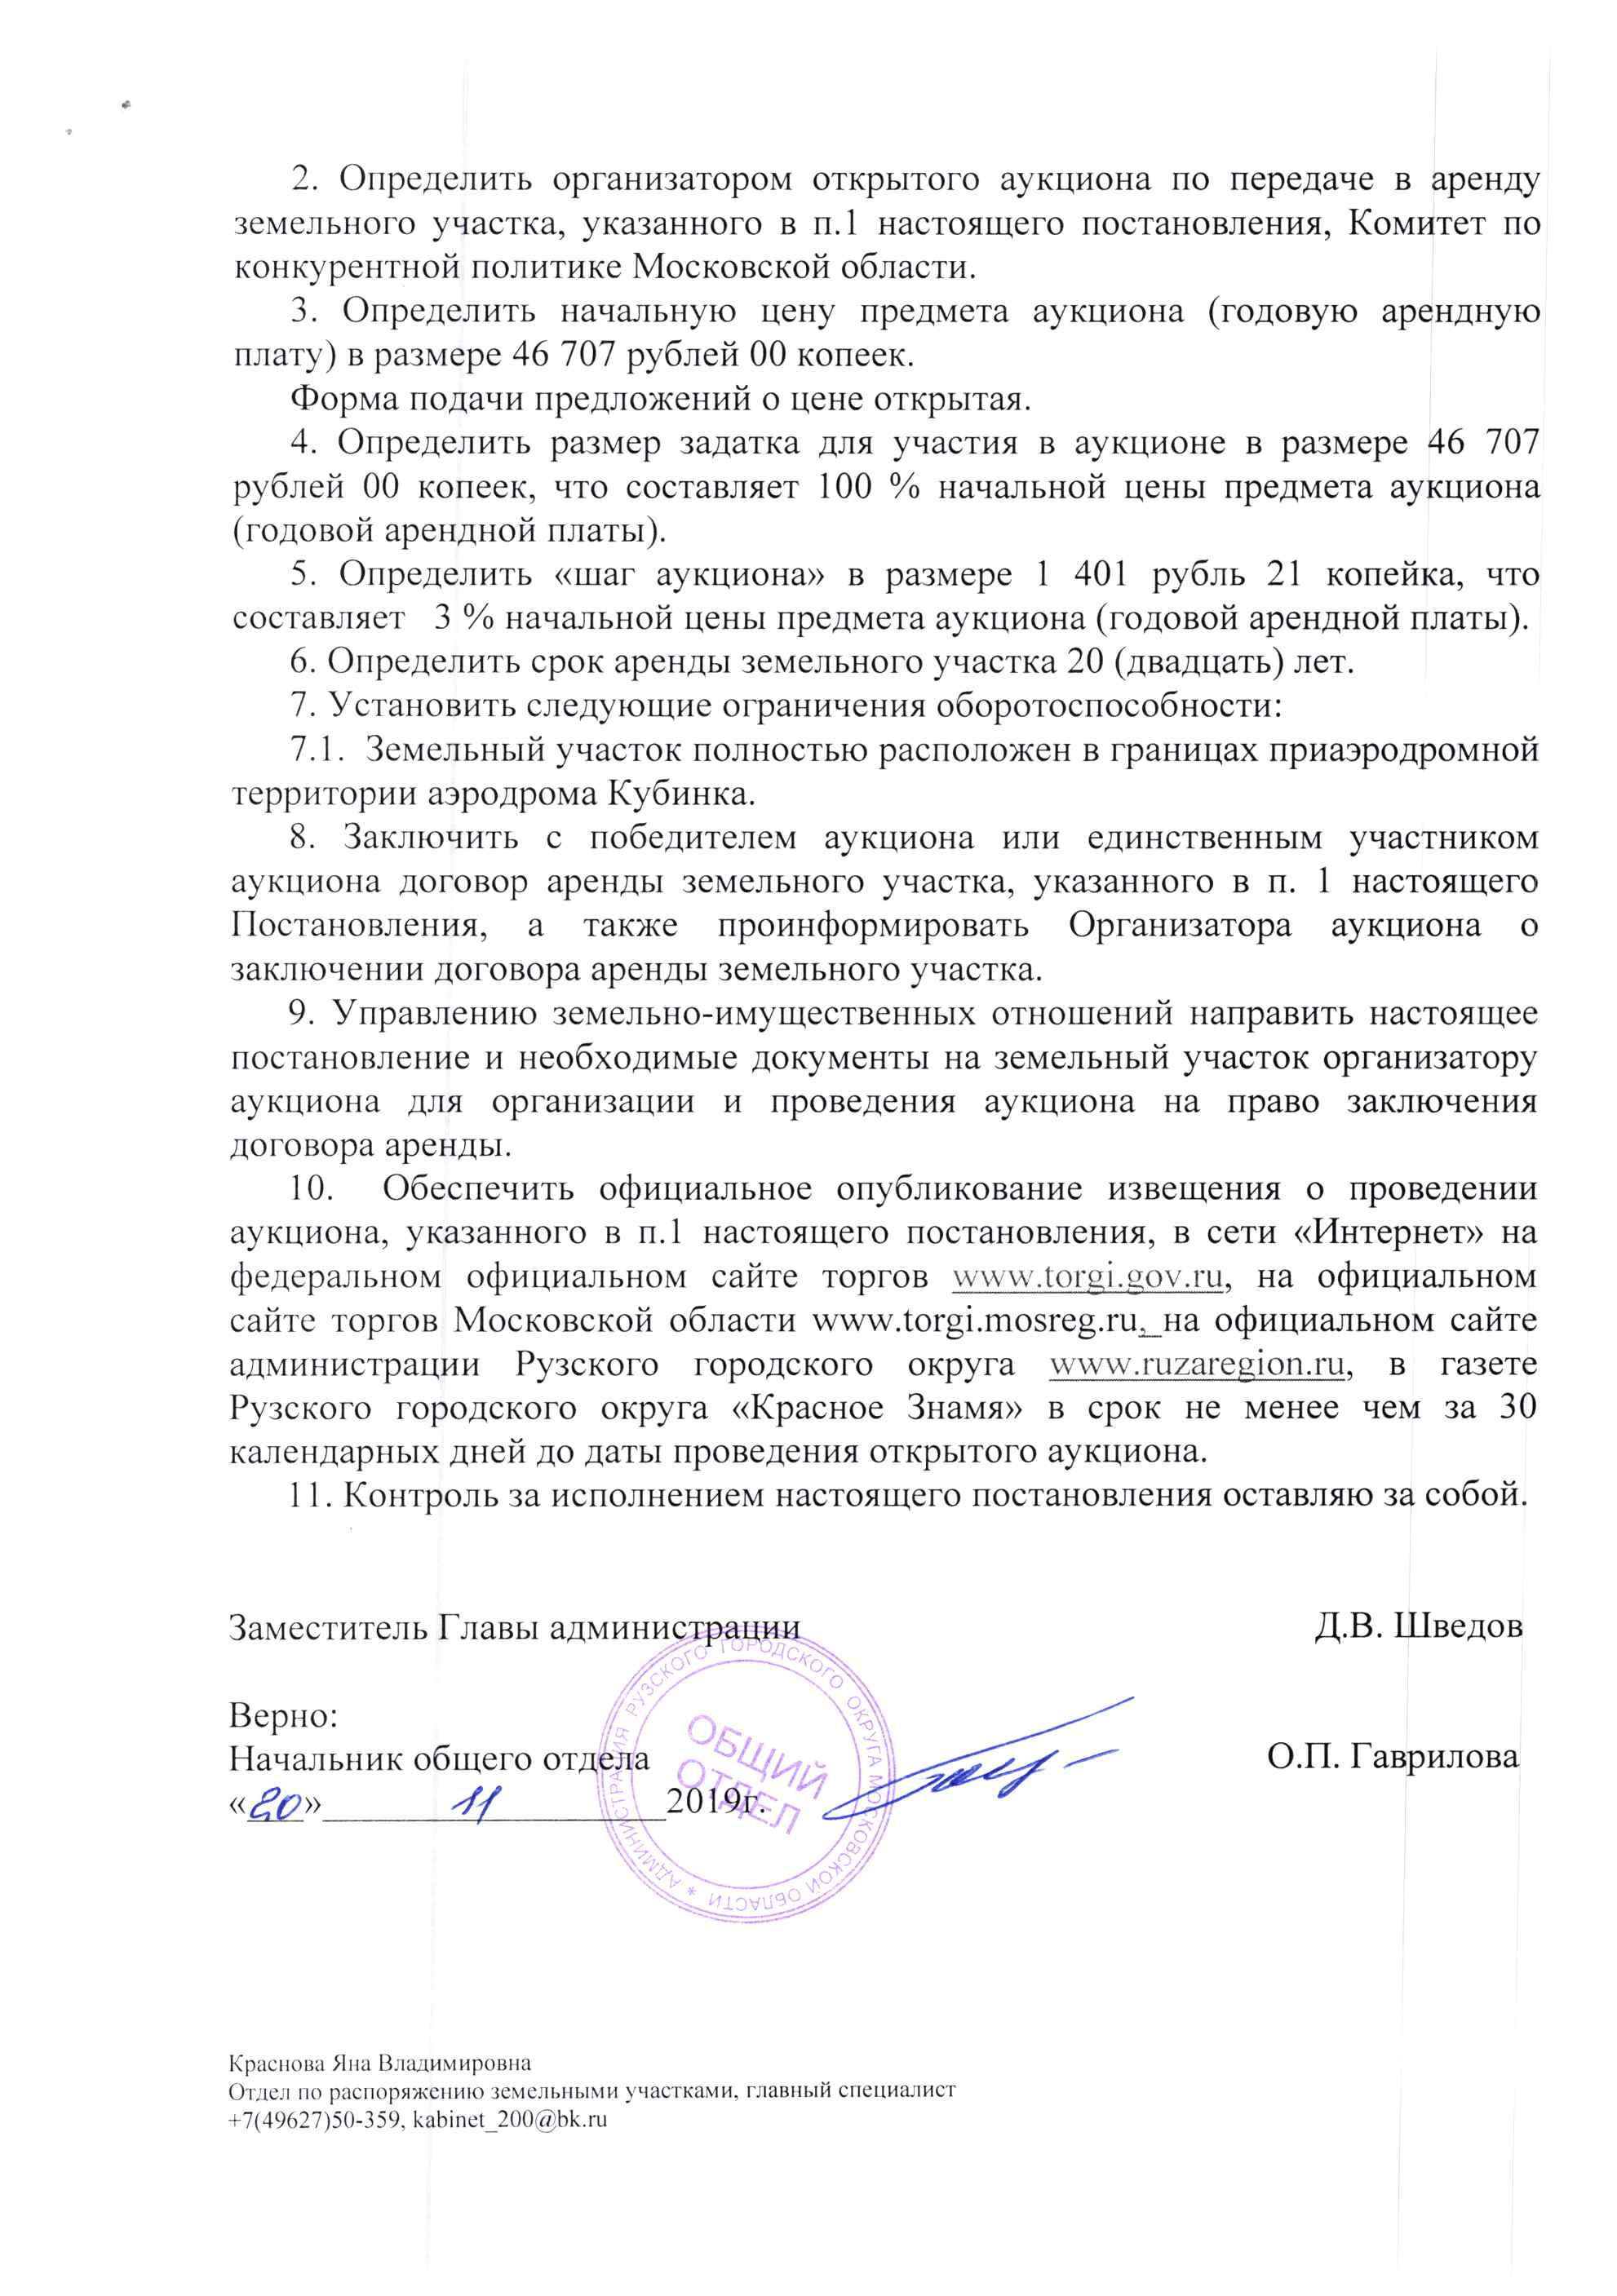 2. Определить организатором открытого аукциона по передаче в аренду
земельного участка, указанного в п.1 настоящего постановления, Комитет по
конкурентной политике Московской области.
3. Определить начальную цену предмета аукциона (годовую арендную
плату) в размере 46 707 рублей 00 копеек.
Форма подачи предложений о цене открытая.
4. Определить размер задатка для участия в аукционе в размере 46 707
рублей 00 копеек, что составляет 100 % начальной цены предмета аукциона
(годовой арендной платы).
5. Определить «шаг аукциона» в размере 1 401 рубль 21 копейка, что
составляет 3 % начальной цены предмета аукциона (годовой арендной платы).
6. Определить срок аренды земельного участка 20 (двадцать) лет.
7. Установить следующие ограничения оборотоспособности:
7.1. Земельный участок полностью расположен в границах приаэродромной
территории аэродрома Кубинка.
8. Заключить с победителем аукциона или единственным участником
аукциона договор аренды земельного участка, указанного в п. 1 настоящего
Постановления, а также проинформировать Организатора аукциона о
заключении договора аренды земельного участка.
9. Управлению земельно-имущественных отношений направить настоящее
постановление и необходимые документы на земельный участок организатору
аукциона для организации и проведения аукциона на право заключения
договора аренды.
10. Обеспечить официальное опубликование извещения о проведении
аукциона, указанного в п.1 настоящего постановления, в сети «Интернет» на
федеральном официальном сайте торгов www.torgi.gov.ru, на официальном
сайте торгов Московской области www.torgi.mosreg.ru, на официальном сайте
администрации Рузского городского округа www.ruzaregion.ru, в газете
Рузского городского округа «Красное Знамя» в срок не менее чем за 30
календарных дней до даты проведения открытого аукциона.
11. Контроль за исполнением настоящего постановления оставляю за собой.
Заместитель Главы администрации Д.В. Шведов
Верно:
Начальник общего отдела О.П. Гаврилова
«20» 11 2019г.
АДМИНИСТРАЦИЯ РУЗСКОГО ГОРОДСКОГО ОКРУГА МОСКОВСКОЙ ОБЛАСТИ *
ОБЩИЙ
ОТДЕЛ
Краснова Яна Владимировна
Отдел по распоряжению земельными участками, главный специалист
+7(49627)50-359, kabinet_200@bk.ru